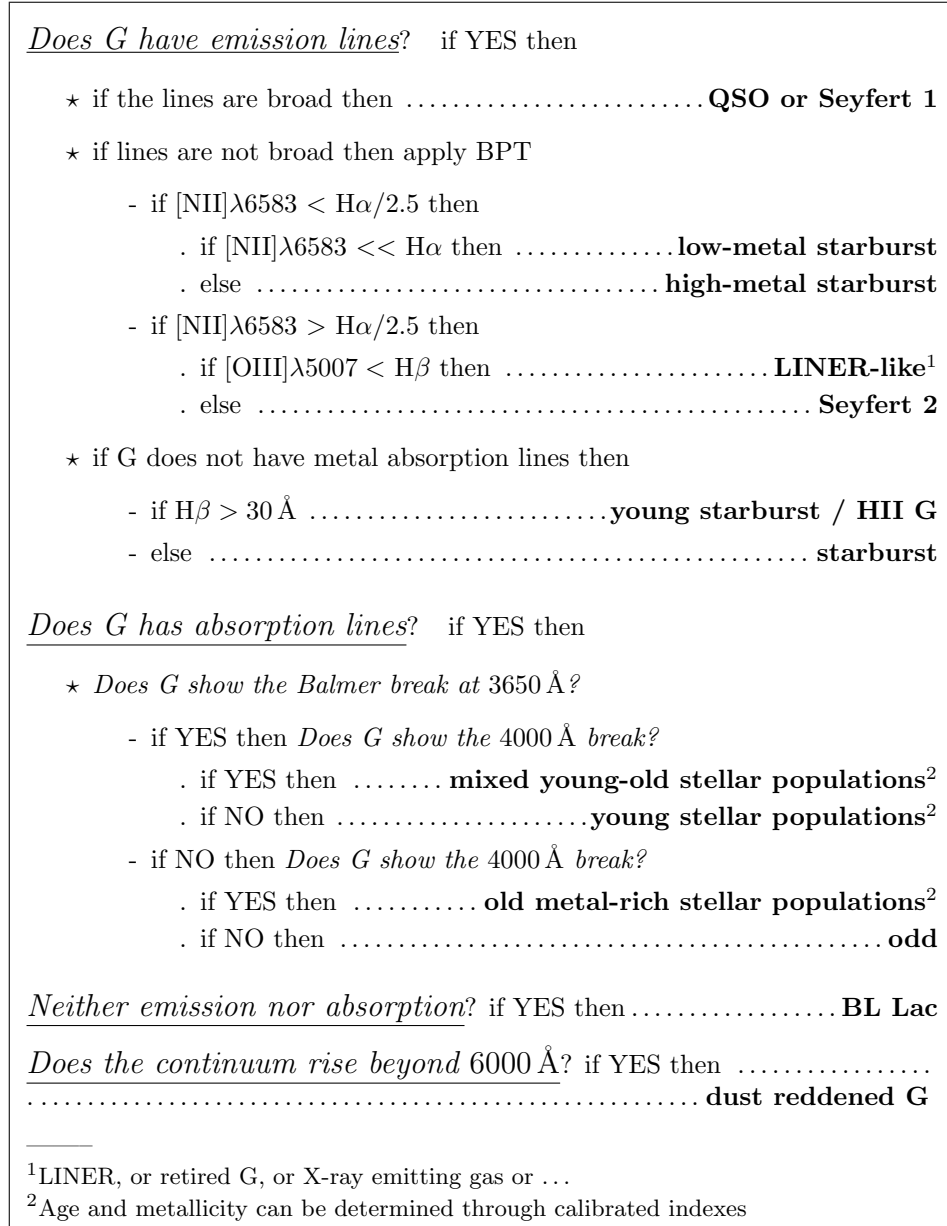 Does G have emission lines? if YES then
⋆ if the lines are broad then ........................... QSO or Seyfert 1
⋆ if lines are not broad then apply BPT
- if [NII]λ6583 < Hα/2.5 then
. if [NII]λ6583 << Hα then .............. low-metal starburst
. else .................................... high-metal starburst
- if [NII]λ6583 > Hα/2.5 then
. if [OIII]λ5007 < Hβ then ........................ LINER-like¹
. else .................................................. Seyfert 2
⋆ if G does not have metal absorption lines then
- if Hβ > 30 Å ........................... young starburst / HII G
- else ...................................................... starburst
Does G has absorption lines? if YES then
⋆ Does G show the Balmer break at 3650 Å?
- if YES then Does G show the 4000 Å break?
. if YES then ........ mixed young-old stellar populations²
. if NO then ....................... young stellar populations²
- if NO then Does G show the 4000 Å break?
. if YES then ........... old metal-rich stellar populations²
. if NO then ................................................. odd
Neither emission nor absorption? if YES then .................. BL Lac
Does the continuum rise beyond 6000 Å? if YES then .................
............................................................. dust reddened G
¹LINER, or retired G, or X-ray emitting gas or ...
²Age and metallicity can be determined through calibrated indexes